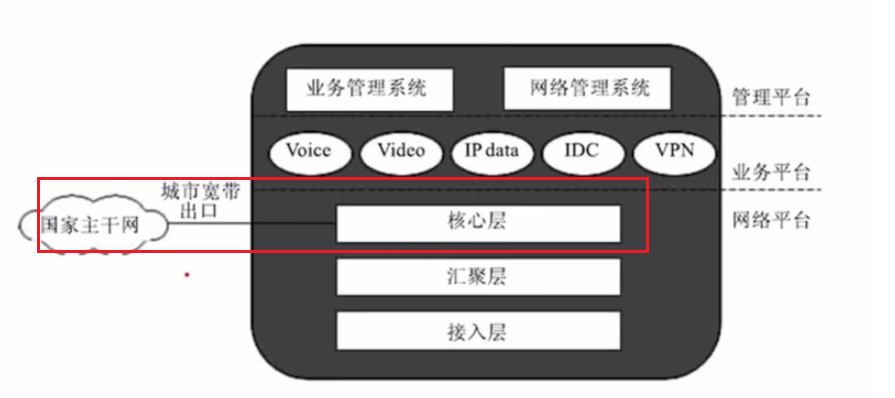 业务管理系统
网络管理系统
管理平台
Voice
Video
IP data
IDC
VPN
业务平台
城市宽带
出口
国家主干网
核心层
网络平台
汇聚层
接入层